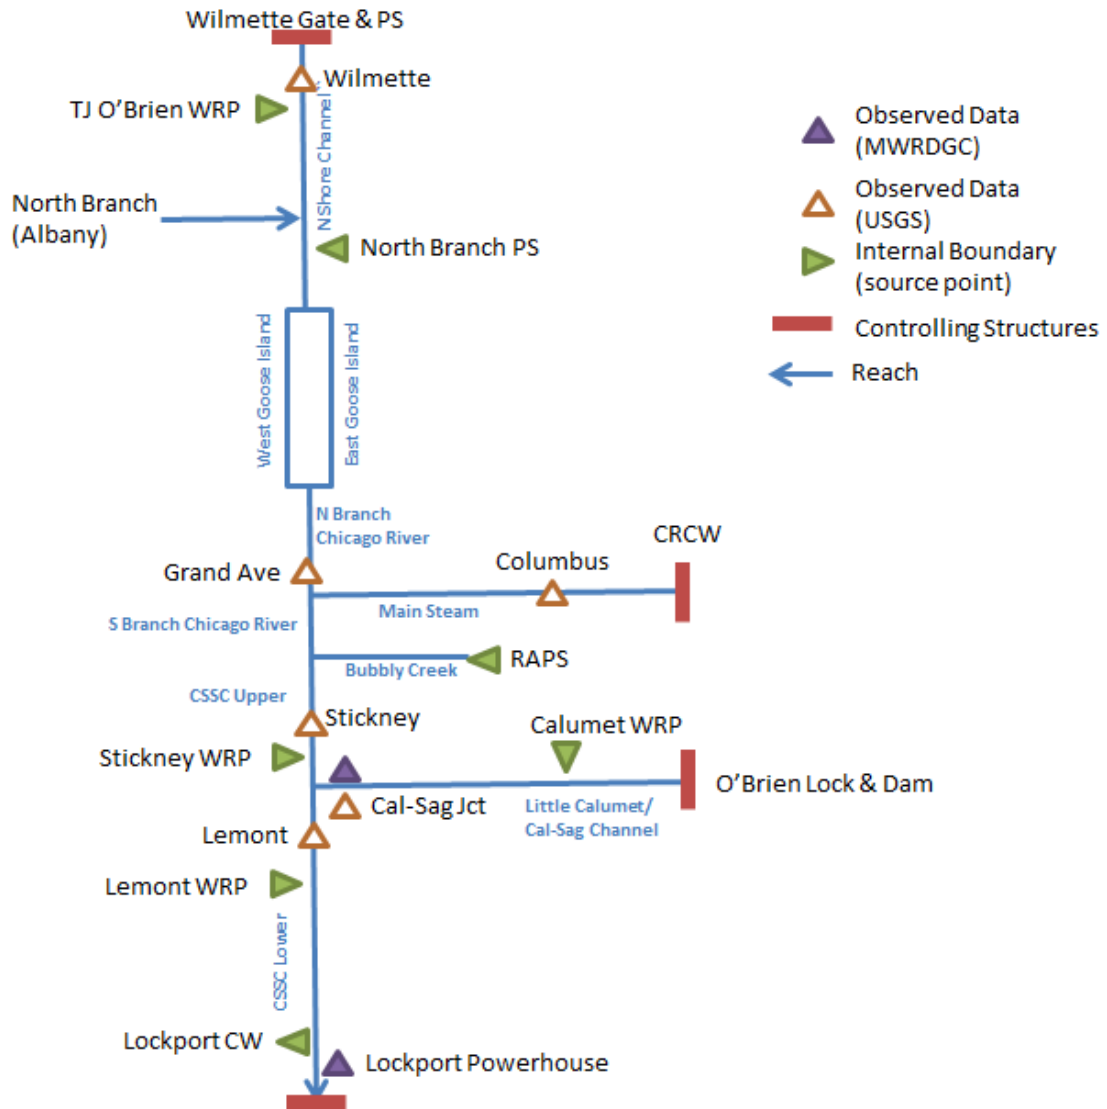 Wilmette Gate & PS
Wilmette
TJ O'Brien WRP
NShore Channel
North Branch
(Albany)
North Branch PS
West Goose Island
East Goose Island
N Branch
Chicago River
Grand Ave
Columbus
CRCW
Main Steam
S Branch Chicago River
Bubbly Creek
RAPS
CSSC Upper
Stickney
Stickney WRP
Calumet WRP
O'Brien Lock & Dam
Cal-Sag Jct
Little Calumet/
Cal-Sag Channel
Lemont
Lemont WRP
CSSC Lower
Lockport CW
Lockport Powerhouse
Observed Data
(MWRDGC)
Observed Data
(USGS)
Internal Boundary
(source point)
Controlling Structures
Reach